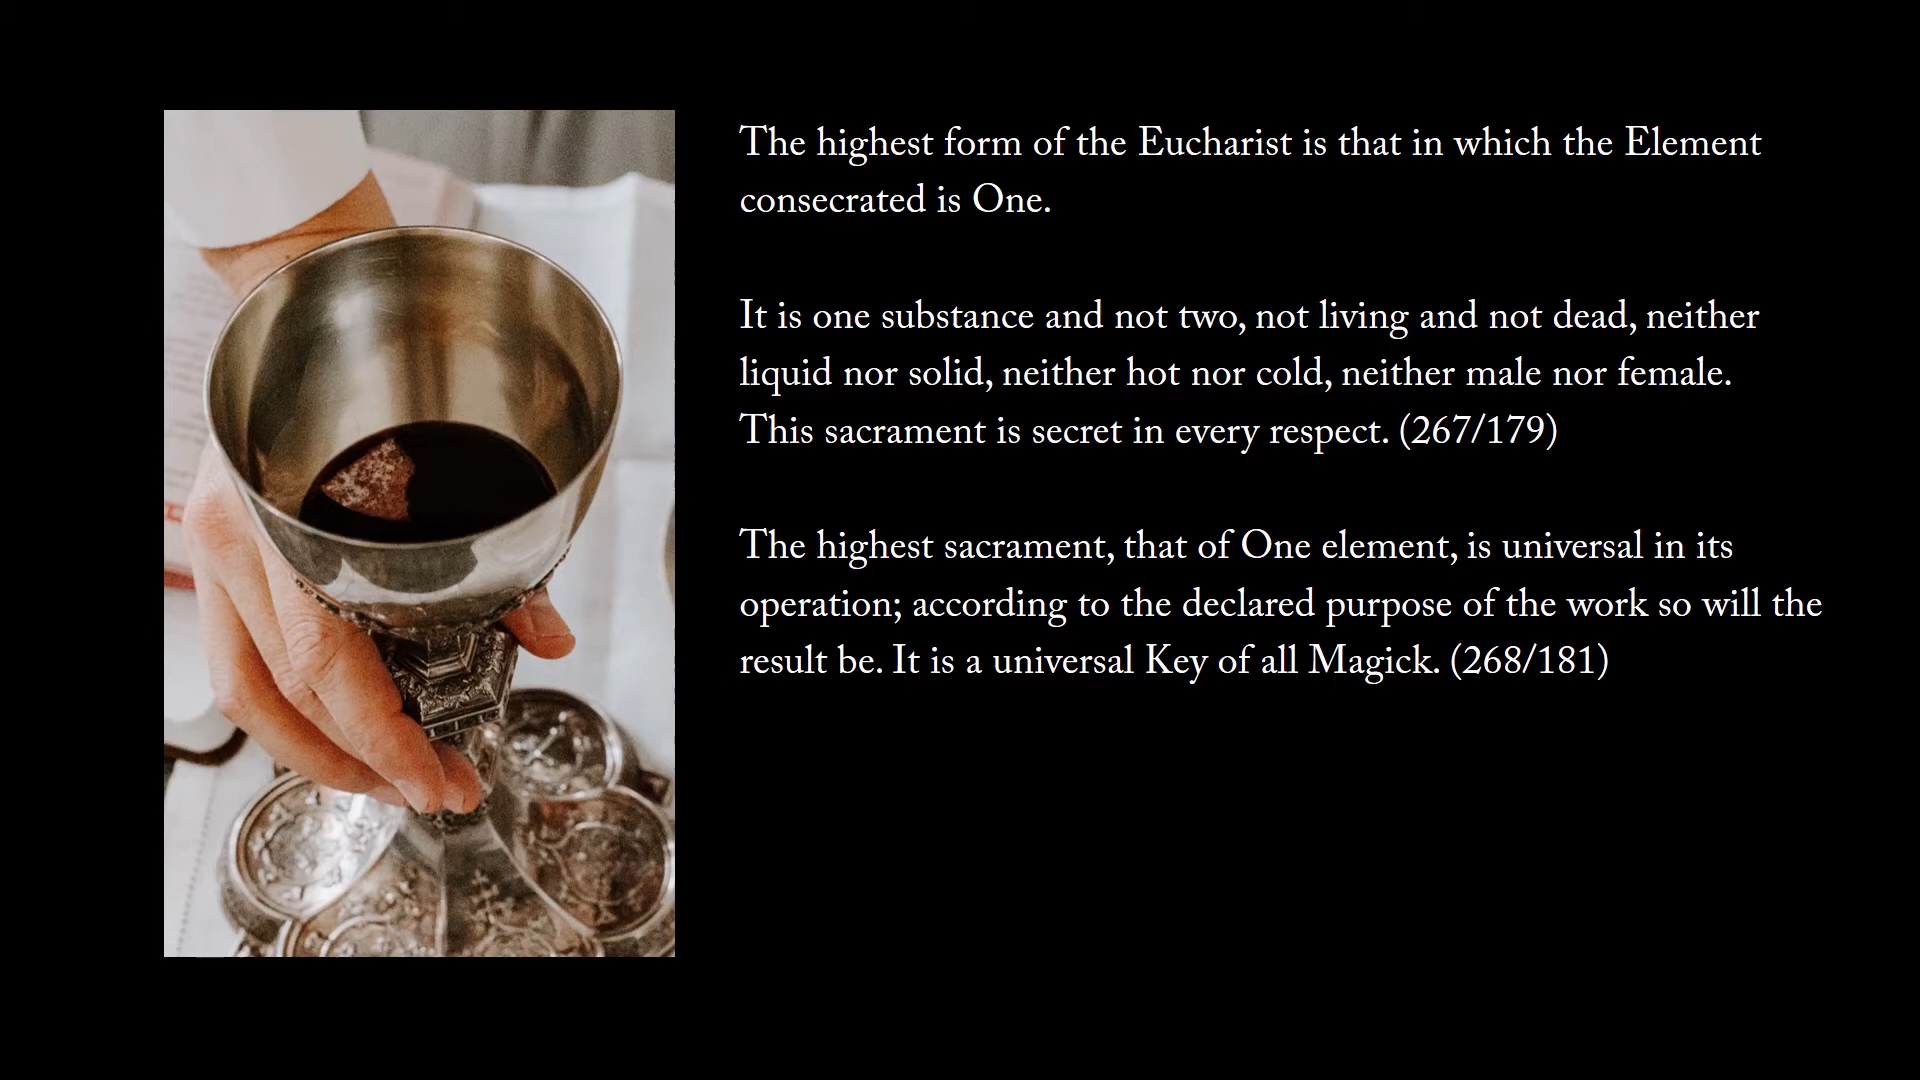 The highest form of the Eucharist is that in which the Element
consecrated is One.
It is one substance and not two, not living and not dead, neither
liquid nor solid, neither hot nor cold, neither male nor female.
This sacrament is secret in every respect. (267/179)
The highest sacrament, that of One element, is universal in its
operation; according to the declared purpose of the work so will the
result be. It is a universal Key of all Magick. (268/181)